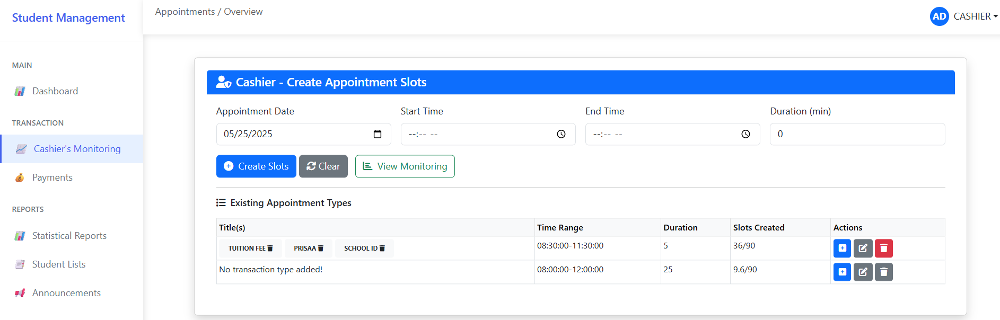 Student Management
Appointments / Overview
AD CASHIER
MAIN
Dashboard
TRANSACTION
Cashier's Monitoring
Payments
REPORTS
Statistical Reports
Student Lists
Announcements
Cashier - Create Appointment Slots
Appointment Date Start Time End Time Duration (min)
05/25/2025 --:-- -- --:-- -- 0
Create Slots Clear View Monitoring
Existing Appointment Types
Title(s) Time Range Duration Slots Created Actions
TUITION FEE PRISAA SCHOOL ID 08:30:00-11:30:00 5 36/90
No transaction type added! 08:00:00-12:00:00 25 9.6/90